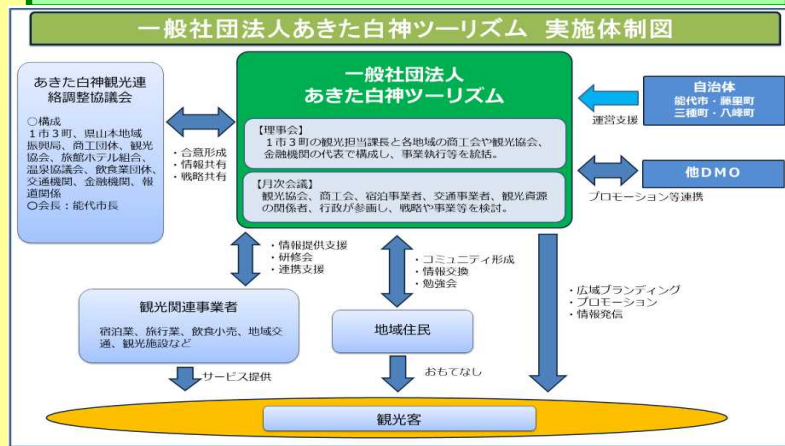 一般社団法人あきた白神ツーリズム 実施体制図
あきた白神観光連
絡調整協議会
○構成
１市３町、県山本地域
振興局、商工団体、観光
協会、旅館ホテル組合、
温泉協議会、飲食業団体、
交通機関、金融機関、報
道関係
○会長：能代市長
・合意形成
・情報共有
・戦略共有
一般社団法人
あきた白神ツーリズム
【理事会】
１市３町の観光担当課長と各地域の商工会や観光協会、
金融機関の代表で構成し、事業執行等を統括。
【月次会議】
観光協会、商工会、宿泊事業者、交通事業者、観光資源
の関係者、行政が参画し、戦略や事業等を検討。
自治体
能代市・藤里町
三種町・八峰町
運営支援
他DMO
プロモーション等連携
・情報提供支援
・研修会
・連携支援
・コミュニティ形成
・情報交換
・勉強会
・広域ブランディング
・プロモーション
・情報発信
観光関連事業者
宿泊業、旅行業、飲食小売、地域交
通、観光施設など
地域住民
サービス提供
おもてなし
観光客